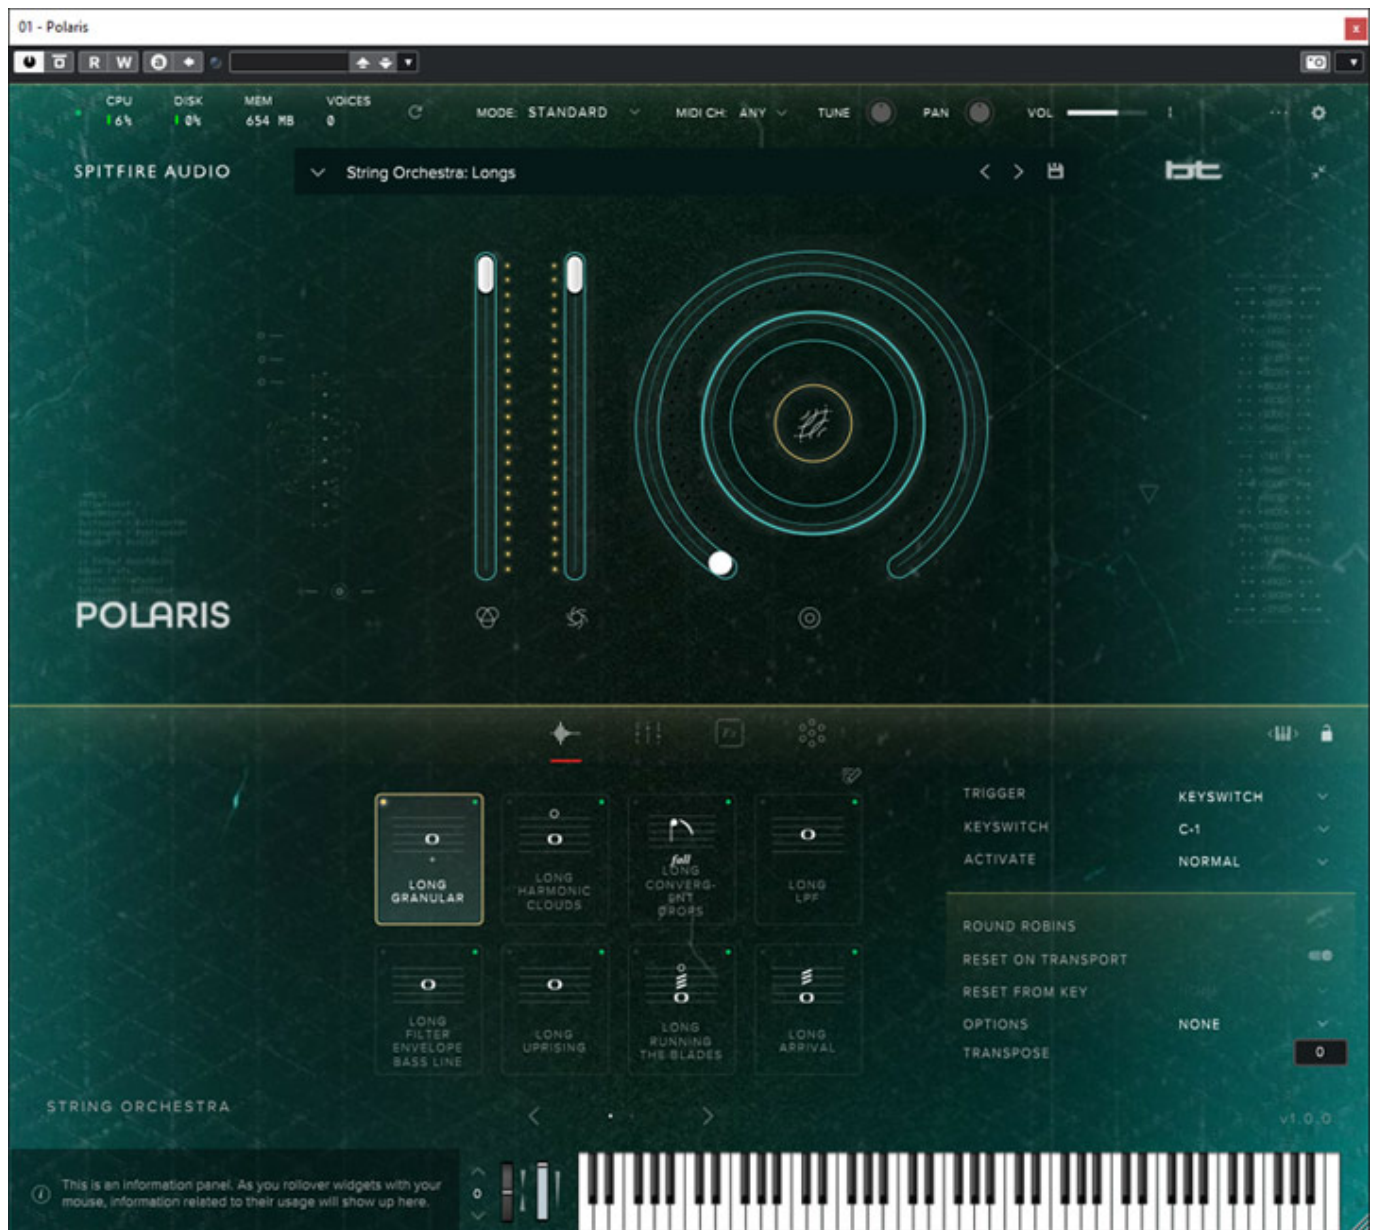 01 - Polaris
R W
CPU DISK MEM VOICES
6% 0% 654 MB 0
MODE: STANDARD MIDI CH: ANY TUNE PAN VOL
SPITFIRE AUDIO
String Orchestra: Longs
bt
POLARIS
Fx
LONG
GRANULAR
LONG
HARMONIC
CLOUDS
fall
LONG
CONVERG-
ENT
DROPS
LONG
LPF
LONG
FILTER
ENVELOPE
BASS LINE
LONG
UPRISING
LONG
RUNNING
THE BLADES
LONG
ARRIVAL
TRIGGER KEYSWITCH
KEYSWITCH C-1
ACTIVATE NORMAL
ROUND ROBINS
RESET ON TRANSPORT
RESET FROM KEY
OPTIONS NONE
TRANSPOSE 0
STRING ORCHESTRA
v1.0.0
This is an information panel. As you rollover widgets with your
mouse, information related to their usage will show up here.
0